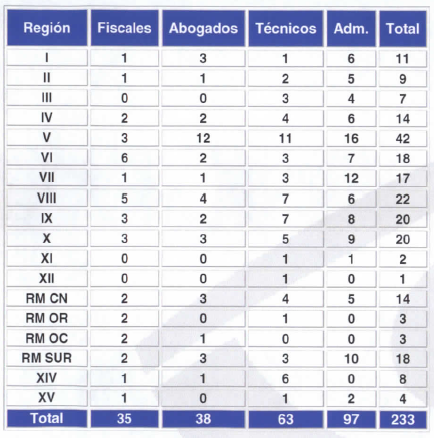 Región Fiscales Abogados Técnicos Adm. Total
I 1 3 1 6 11
II 1 1 2 5 9
III 0 0 3 4 7
IV 2 2 4 6 14
V 3 12 11 16 42
VI 6 2 3 7 18
VII 1 1 3 12 17
VIII 5 4 7 6 22
IX 3 2 7 8 20
X 3 3 5 9 20
XI 0 0 1 1 2
XII 0 0 1 0 1
RM CN 2 3 4 5 14
RM OR 2 0 1 0 3
RM OC 2 1 0 0 3
RM SUR 2 3 3 10 18
XIV 1 1 6 0 8
XV 1 0 1 2 4
Total 35 38 63 97 233